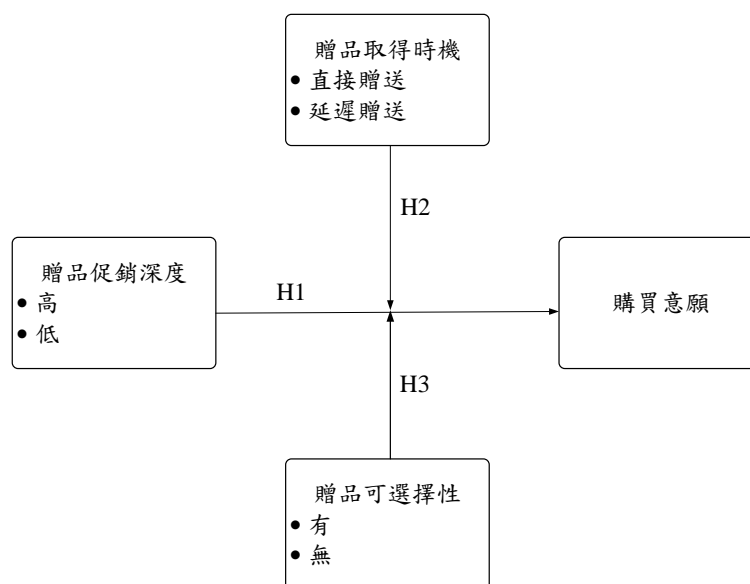 贈品取得時機
• 直接贈送
• 延遲贈送
H2
贈品促銷深度
• 高
• 低
H1
購買意願
H3
贈品可選擇性
• 有
• 無